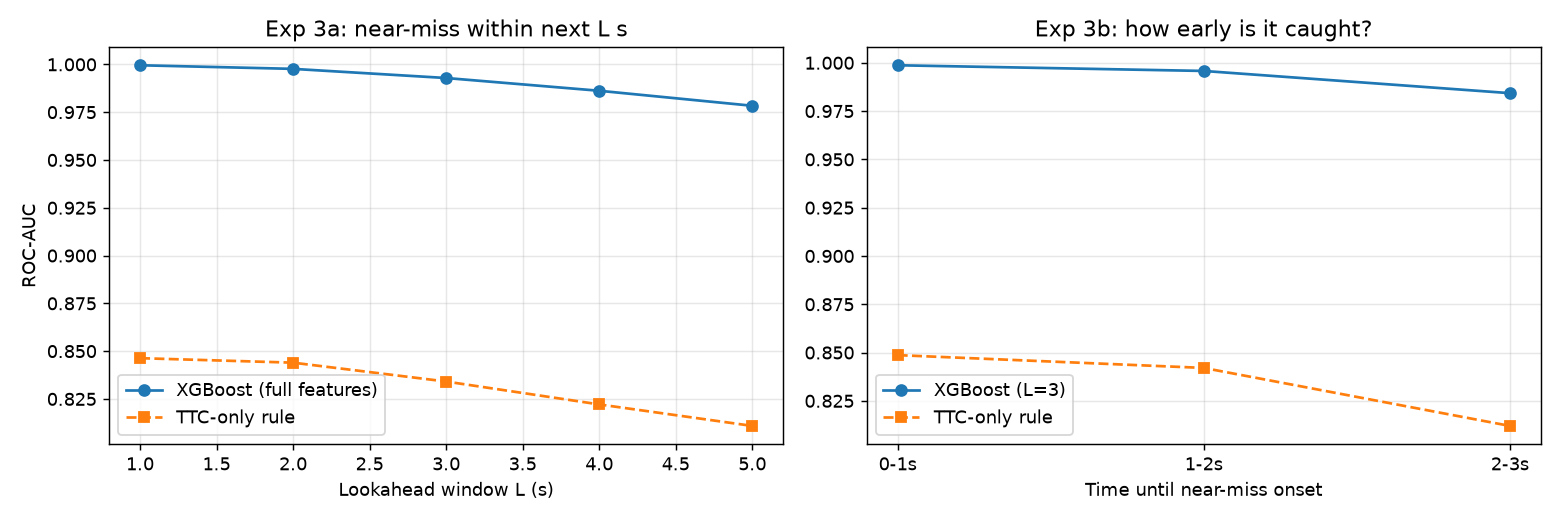 Exp 3a: near-miss within next L s
ROC-AUC
1.000
0.975
0.950
0.925
0.900
0.875
0.850
0.825
XGBoost (full features)
TTC-only rule
1.0 1.5 2.0 2.5 3.0 3.5 4.0 4.5 5.0
Lookahead window L (s)
Exp 3b: how early is it caught?
1.000
0.975
0.950
0.925
0.900
0.875
0.850
0.825
XGBoost (L=3)
TTC-only rule
0-1s 1-2s 2-3s
Time until near-miss onset